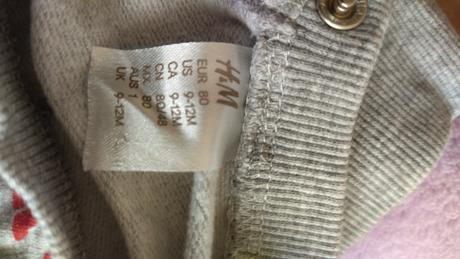 H&M
EUR 80
US 9-12M
CA 9-12M
CN 80/48
MX 80
AUS 1
UK 9-12M